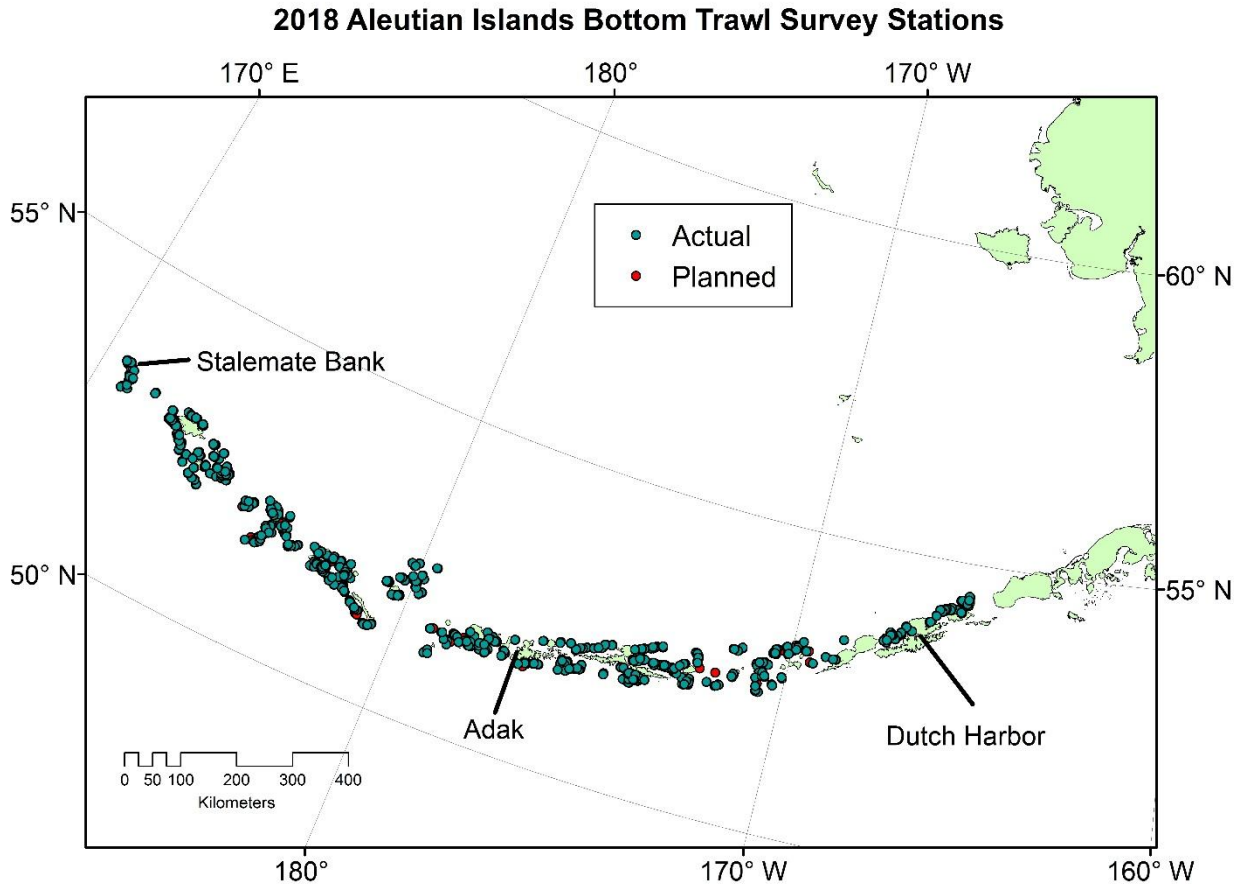 2018 Aleutian Islands Bottom Trawl Survey Stations
170° E
180°
170° W
55° N
Actual
Planned
60° N
Stalemate Bank
50° N
55° N
Adak
Dutch Harbor
0 50 100 200 300 400
Kilometers
180°
170° W
160° W